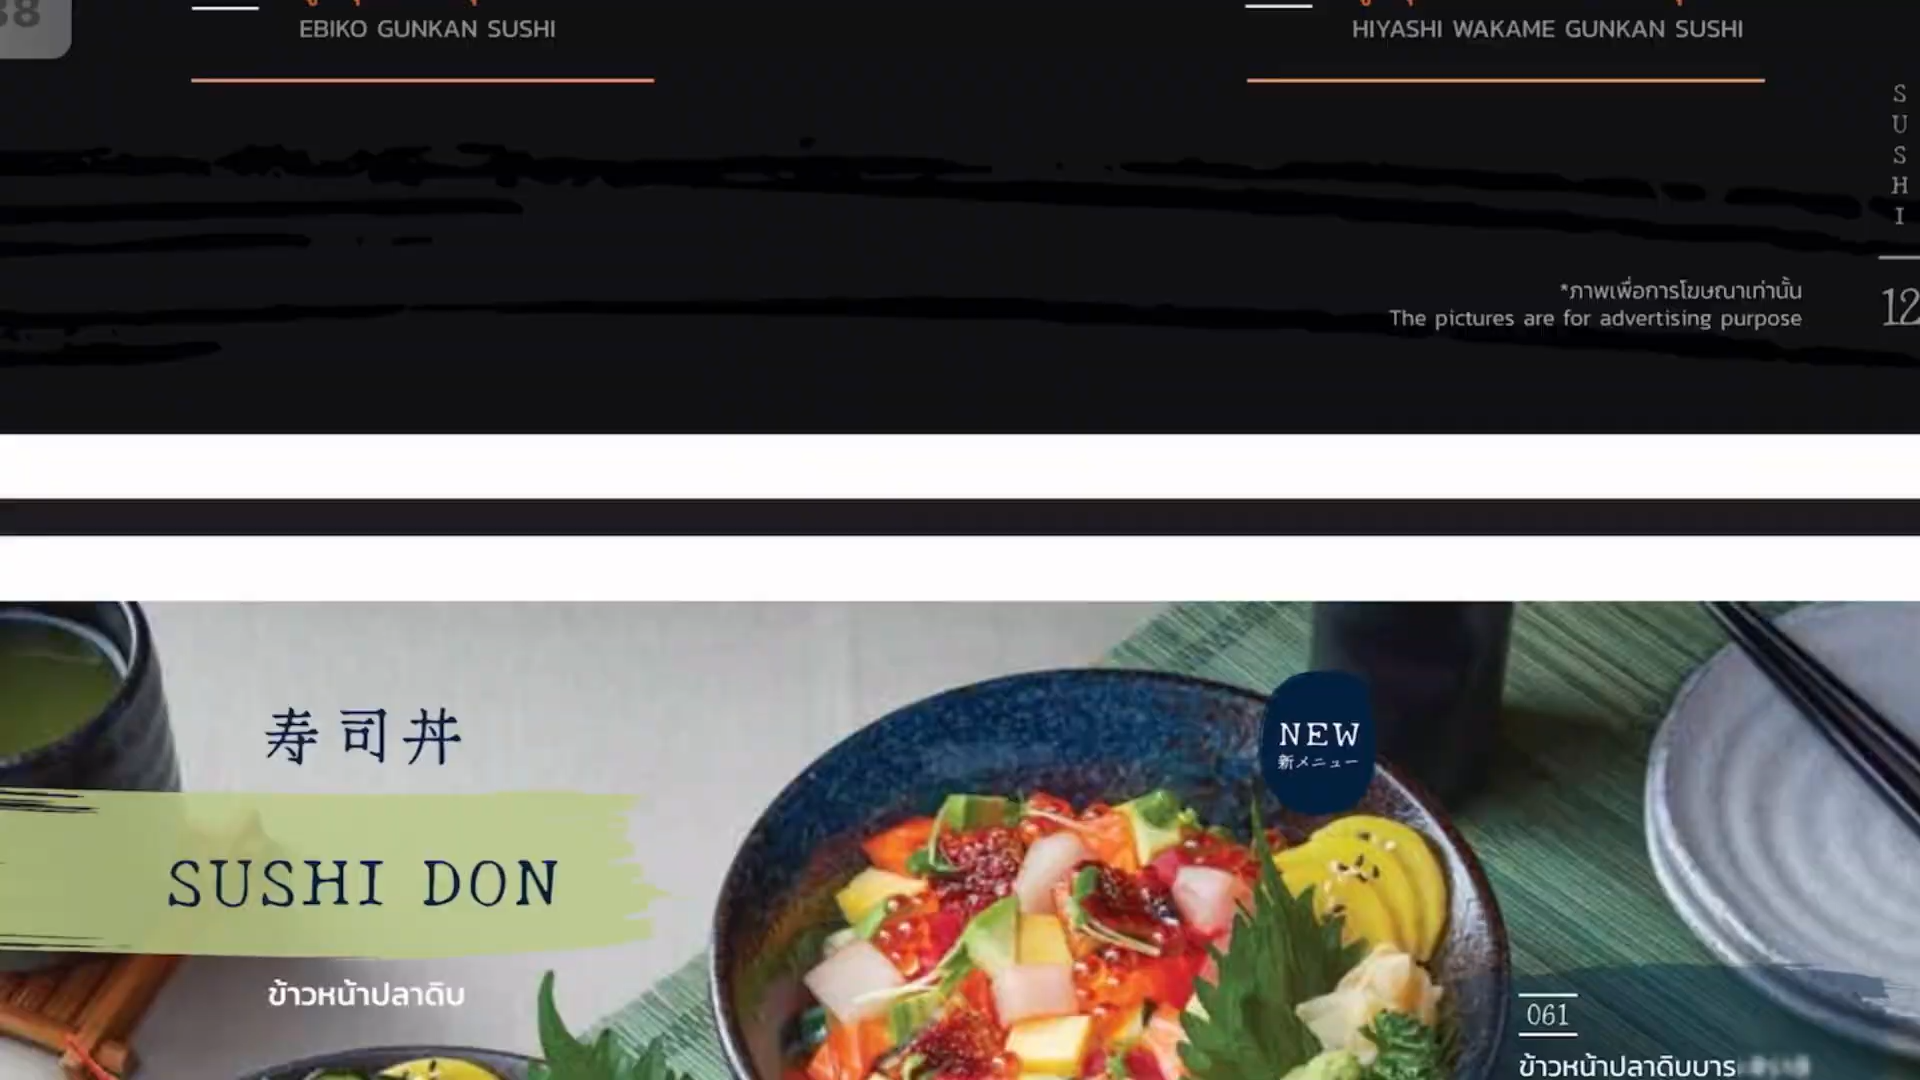 38
EBIKO GUNKAN SUSHI
HIYASHI WAKAME GUNKAN SUSHI
SUSHI
*ภาพเพื่อการโฆษณาเท่านั้น
The pictures are for advertising purpose
12
寿司丼
NEW
新メニュー
SUSHI DON
ข้าวหน้าปลาดิบ
061